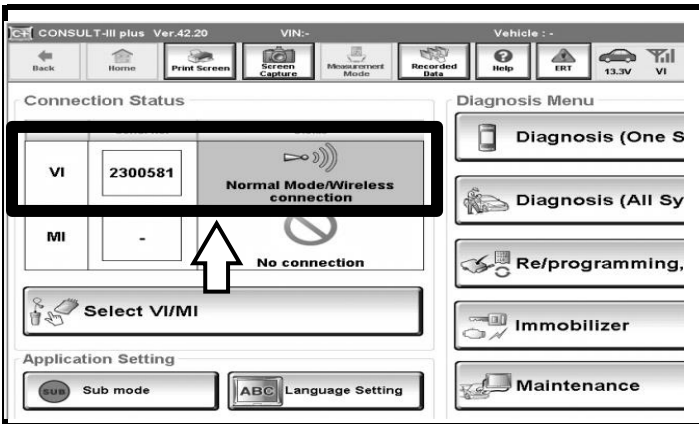 C+ CONSULT-III plus Ver.42.20 VIN:- Vehicle : -
Back
Home
Print Screen
Screen
Capture
Measurement
Mode
Recorded
Data
Help
ERT
13.3V
VI
Connection Status
VI
2300581
Normal Mode/Wireless
connection
MI
-
No connection
Select VI/MI
Application Setting
SUB Sub mode
ABC Language Setting
Diagnosis Menu
Diagnosis (One S
Diagnosis (All Sy
Re/programming,
Immobilizer
Maintenance